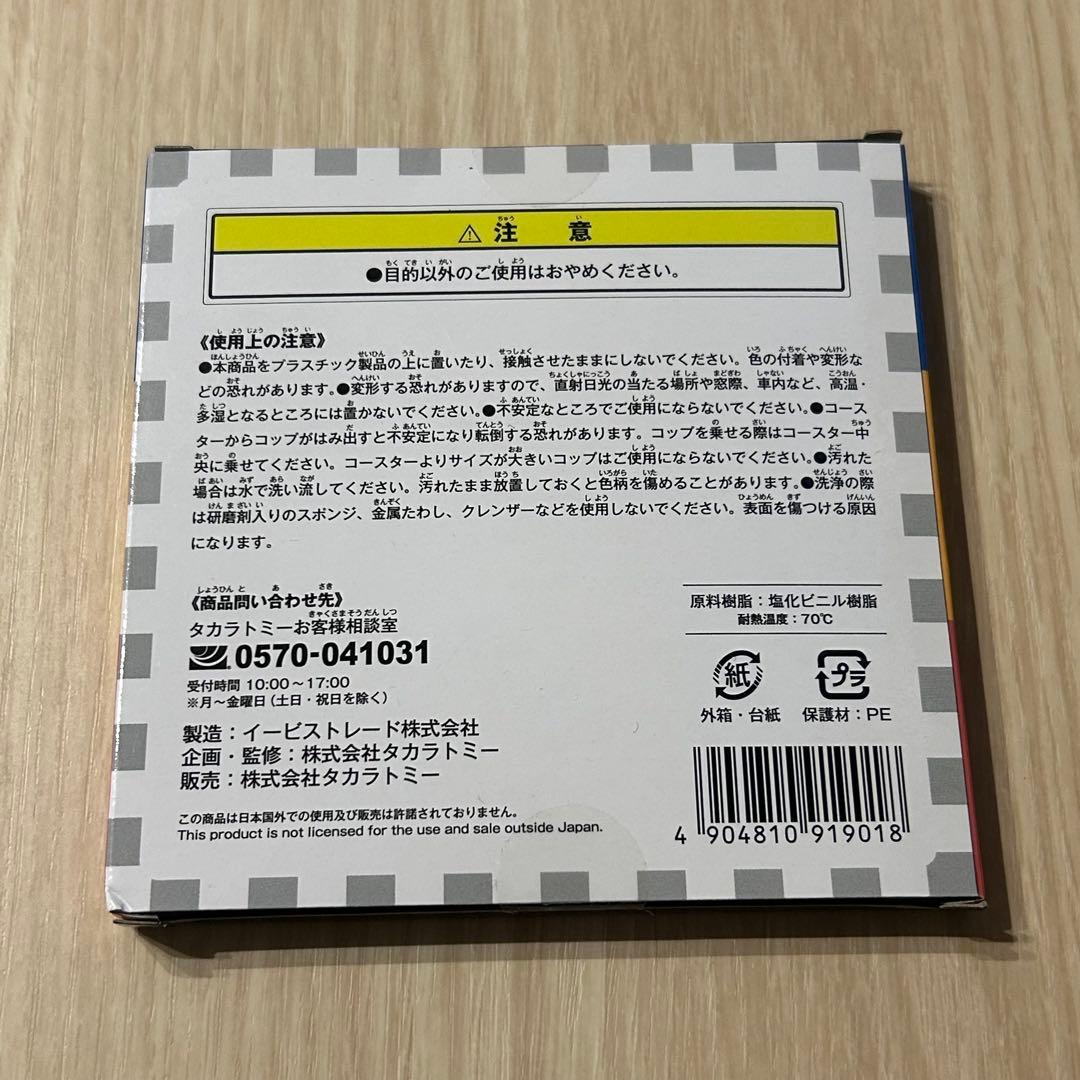 ⚠注意
●目的以外のご使用はおやめください。
《使用上の注意》
●本商品をプラスチック製品の上に置いたり、接触させたままにしないでください。色の付着や変形な
どの恐れがあります。●変形する恐れがありますので、直射日光の当たる場所や窓際、車内など、高温・
多湿となるところには置かないでください。●不安定なところでご使用にならないでください。●コース
ターからコップがはみ出すと不安定になり転倒する恐れがあります。コップを乗せる際はコースター中
央に乗せてください。コースターよりサイズが大きいコップはご使用にならないでください。●汚れた
場合は水で洗い流してください。汚れたまま放置しておくと色柄を傷めることがあります。●洗浄の際
は研磨剤入りのスポンジ、金属たわし、クレンザーなどを使用しないでください。表面を傷つける原因
になります。
《商品問い合わせ先》
タカラトミーお客様相談室
0570-041031
受付時間 10:00～17:00
※月～金曜日(土日・祝日を除く)
製造：イービストレード株式会社
企画・監修：株式会社タカラトミー
販売：株式会社タカラトミー
この商品は日本国外での使用及び販売は許諾されておりません。
This product is not licensed for the use and sale outside Japan.
原料樹脂：塩化ビニル樹脂
耐熱温度：70℃
紙
外箱・台紙
プラ
保護材：PE
4 904810 919018